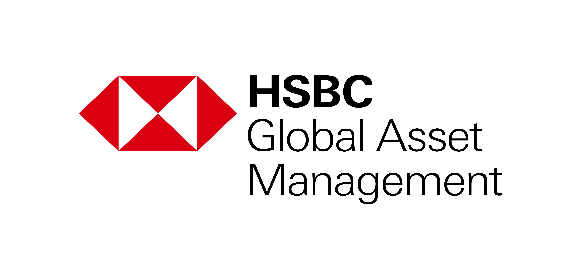 HSBC
Global Asset
Management